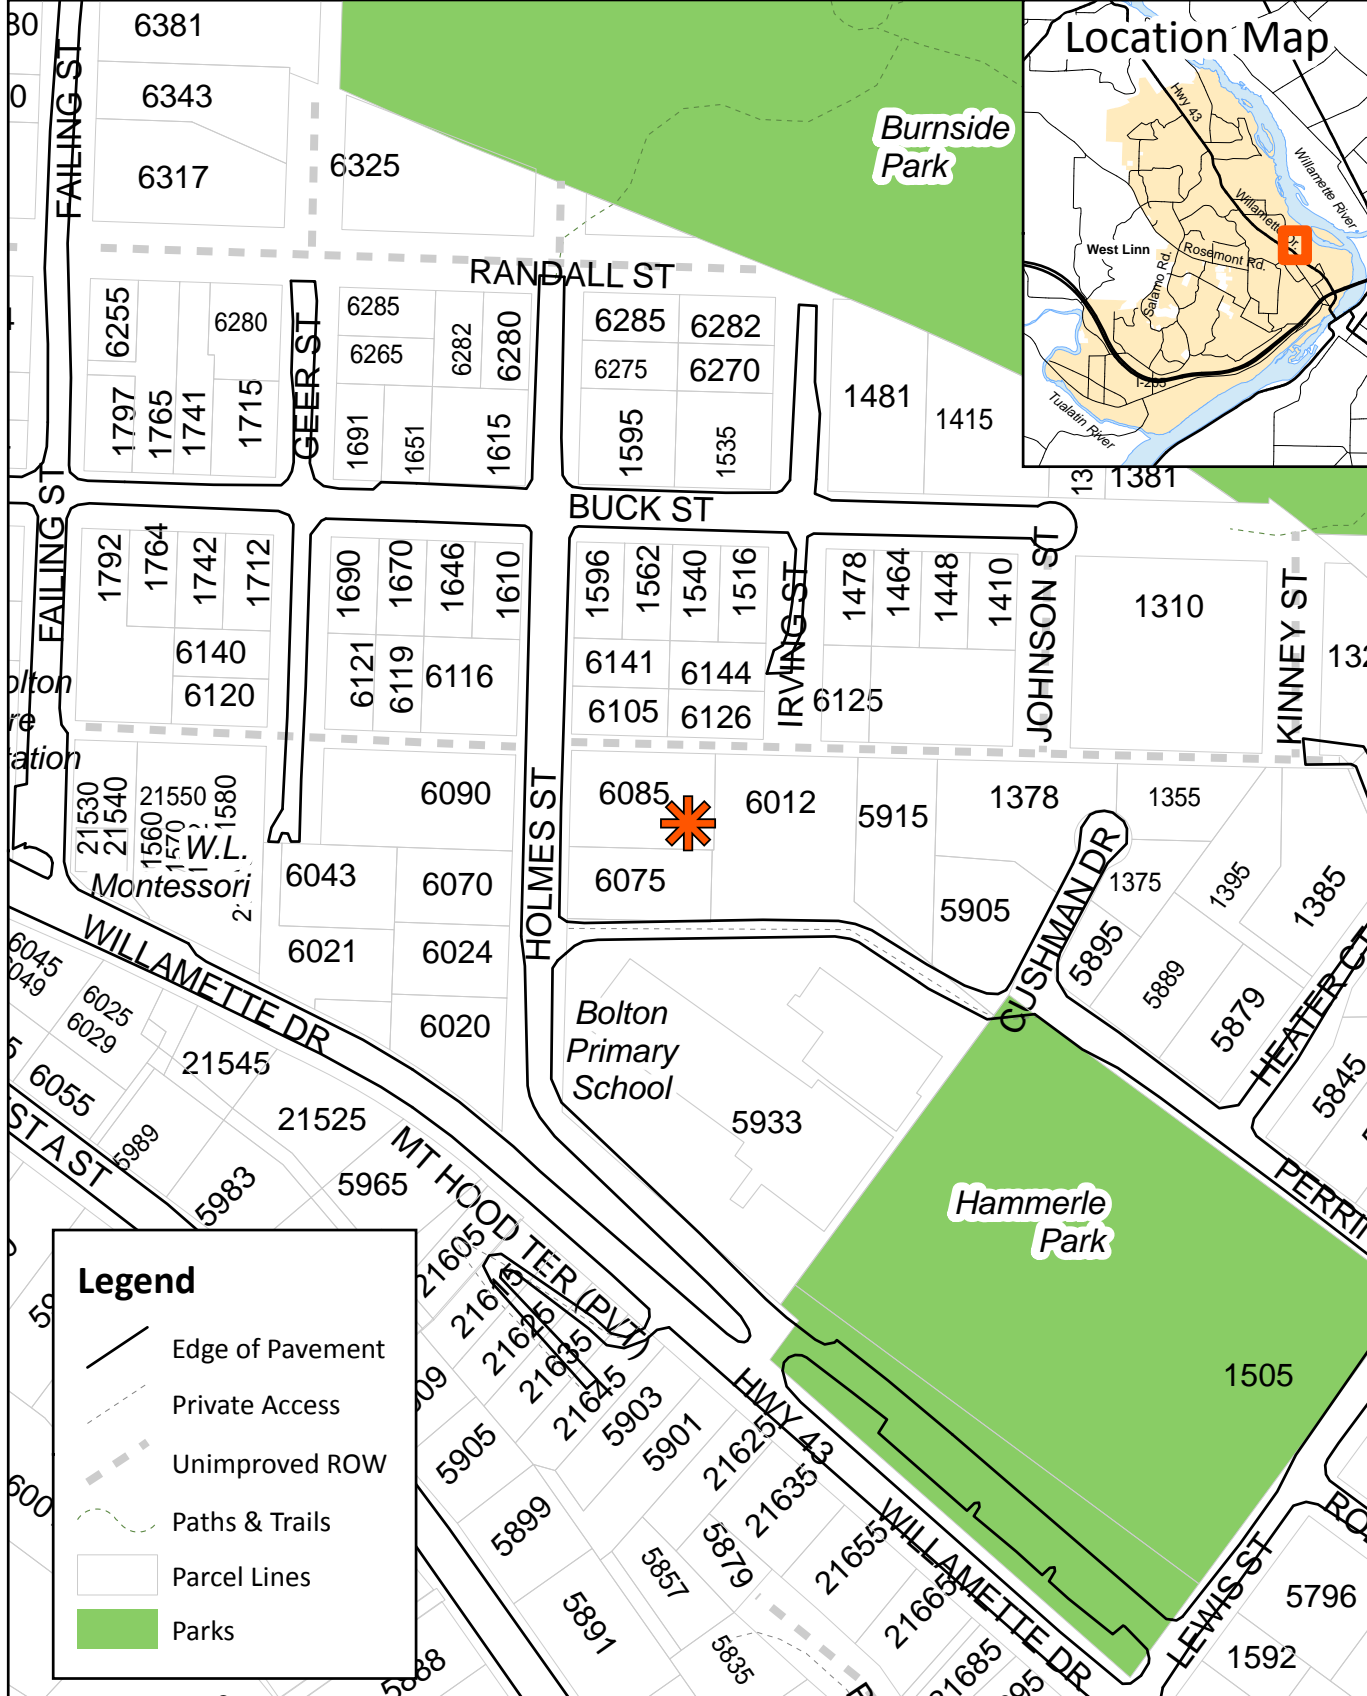 Location Map
Hwy 43
Willamette River
Willamette Dr.
West Linn
Rosemont Rd.
Salamo Rd.
I-205
Tualatin River
6381
6343
6317
6325
FAILING ST
Burnside
Park
RANDALL ST
6255
6280
6285
6265
6282
6280
6285
6282
6275
6270
GEER ST
1797
1765
1741
1715
1691
1651
1615
1595
1535
1481
1415
1381
BUCK ST
FAILING ST
1792
1764
1742
1712
1690
1670
1646
1610
1596
1562
1540
1516
IRVING ST
1478
1464
1448
1410
JOHNSON ST
1310
KINNEY ST
6140
6120
6121
6119
6116
6141
6144
6105
6126
6125
21530
21540
21550
21560
21570
21580
W.L.
Montessori
6090
HOLMES ST
6085
6012
5915
1378
1355
6043
6070
6075
5905
CUSHMAN DR
1375
1395
1385
6021
6024
5895
5889
5879
HEATER CT
WILLAMETTE DR
6045
6049
6025
6029
6020
Bolton
Primary
School
5933
21545
6055
5845
21525
5989
5983
5965
MT HOOD TER (PVT)
PERRI
Hammerle
Park
21605
21615
21625
21635
21645
5903
5901
5905
5899
5891
HWY 43
21625
21635
21655
21665
21685
5879
5857
5835
WILLAMETTE DR
1505
LEWIS ST
5796
1592
Legend
Edge of Pavement
Private Access
Unimproved ROW
Paths & Trails
Parcel Lines
Parks